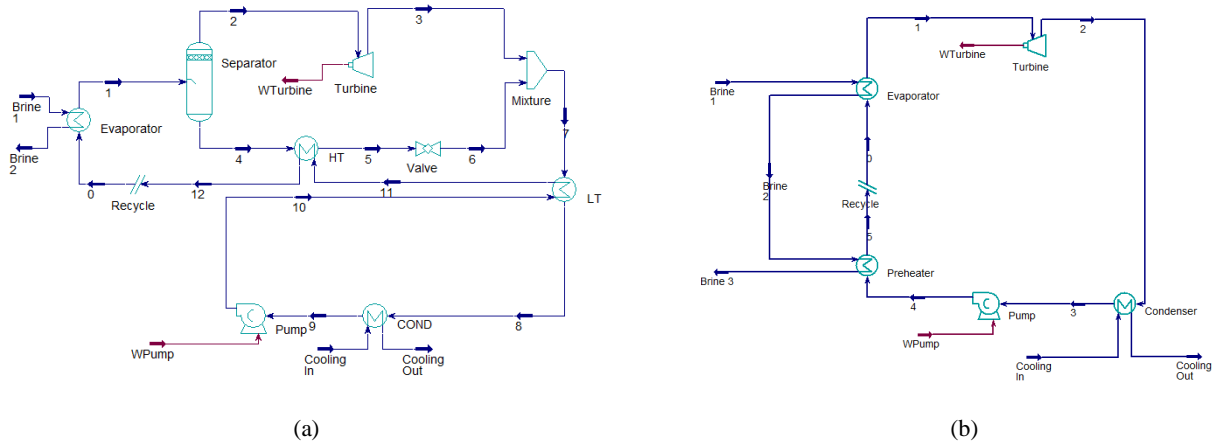 2
3
Separator
WTurbine
Turbine
Mixture
1
Brine
1
Evaporator
Brine
2
7
4
HT
5
Valve
6
0
Recycle
12
11
10
LT
Pump
9
COND
8
WPump
Cooling
In
Cooling
Out
(a)
1
2
WTurbine
Turbine
Brine
1
Evaporator
0
Brine
2
Recycle
5
Preheater
Brine 3
4
Pump
3
Condenser
WPump
Cooling
In
Cooling
Out
(b)